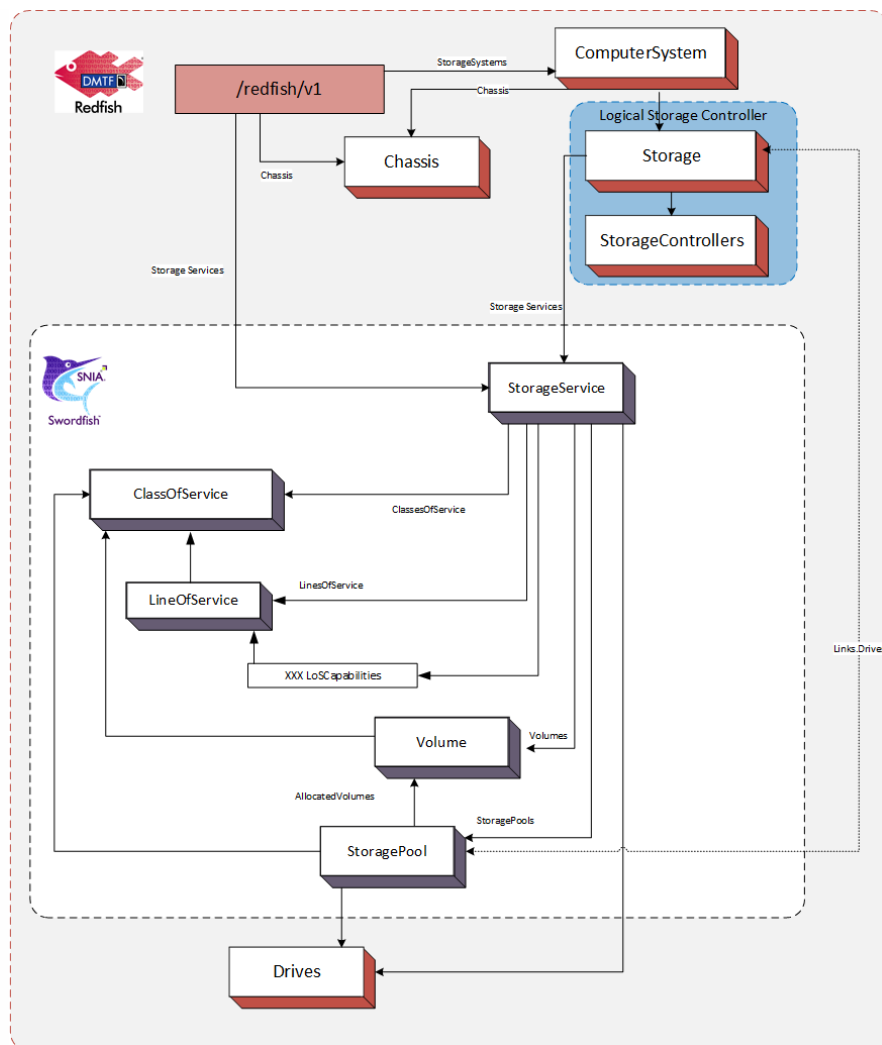 ComputerSystem
StorageSystems
DMTF
Redfish
/redfish/v1
Chassis
Logical Storage Controller
Storage
Chassis
Chassis
StorageControllers
Storage Services
Storage Services
SNIA
Swordfish
StorageService
ClassOfService
ClassesOfService
LinesOfService
LineOfService
Links.Drive
XXX LoSCapabilities
Volume
Volumes
AllocatedVolumes
StoragePools
StoragePool
Drives